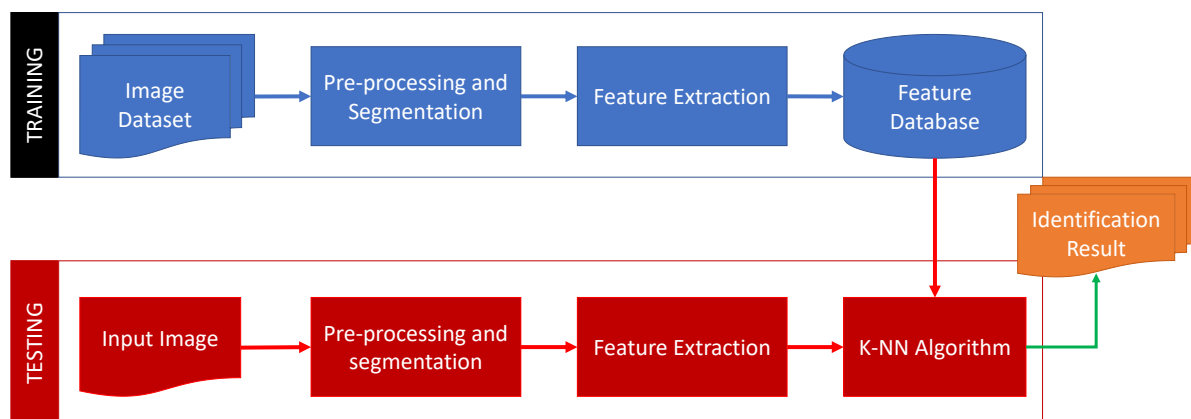 TRAINING
Image
Dataset
Pre-processing and
Segmentation
Feature Extraction
Feature
Database
Identification
Result
TESTING
Input Image
Pre-processing and
segmentation
Feature Extraction
K-NN Algorithm